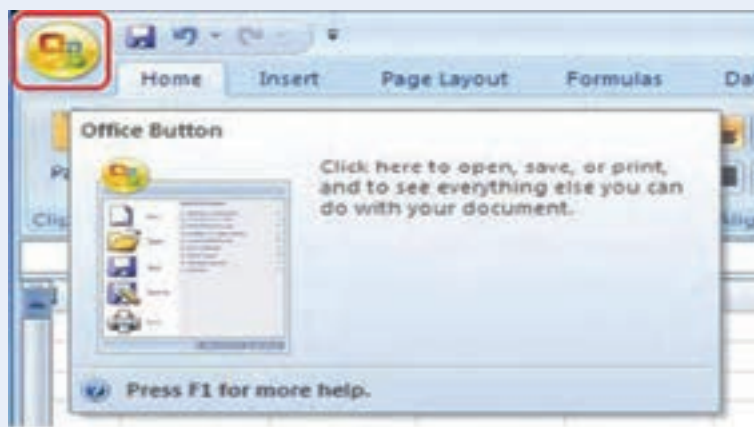 Home Insert Page Layout Formulas Da
Office Button
Click here to open, save, or print,
and to see everything else you can
do with your document.
Press F1 for more help.